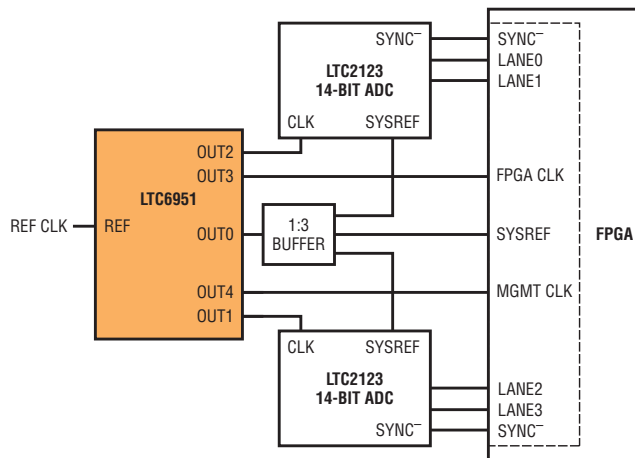 SYNC‾
LTC2123
14-BIT ADC
CLK
SYSREF
SYNC‾
LANE0
LANE1
OUT2
OUT3
LTC6951
REF CLK
REF
OUT0
OUT4
OUT1
1:3
BUFFER
FPGA CLK
SYSREF
FPGA
MGMT CLK
CLK
SYSREF
LTC2123
14-BIT ADC
SYNC‾
LANE2
LANE3
SYNC‾